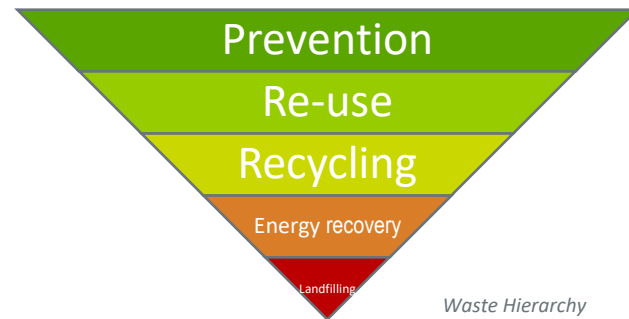 Prevention
Re-use
Recycling
Energy recovery
Landfilling
Waste Hierarchy